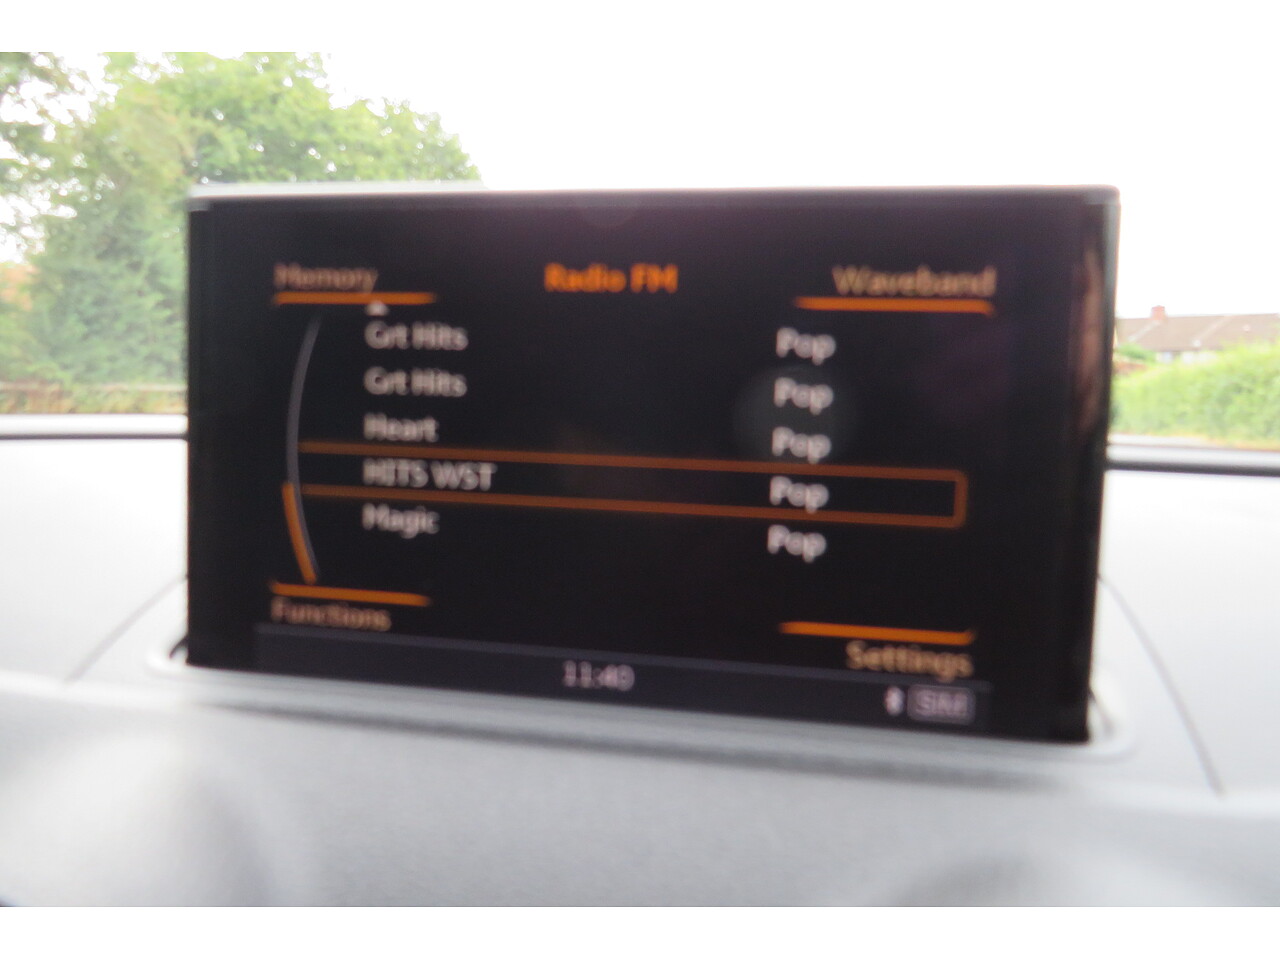 Memory Radio FM Waveband
Grt Hits Pop
Grt Hits Pop
Heart Pop
HITS WST Pop
Magic Pop
Functions Settings
11:40
SIM